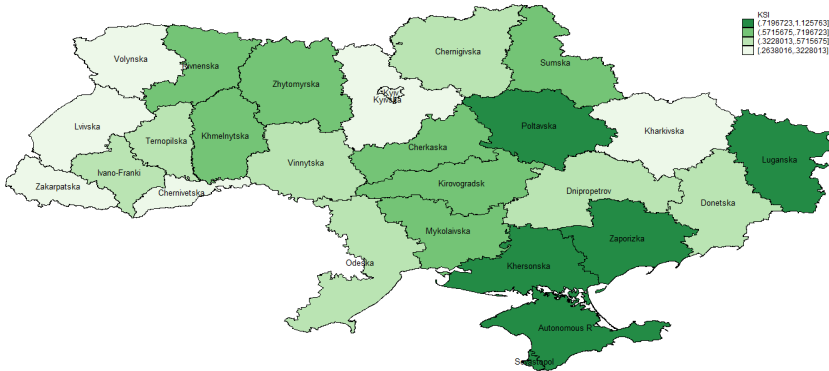 KSI
(.7196723,1.125763]
(.5715675,.7196723]
(.3228013,.5715675]
[.2638016,.3228013]
Volynska
Rivnenska
Zhytomyrska
Chernigivska
Sumska
Kyiv
Kyivska
Lvivska
Ternopilska
Khmelnytska
Poltavska
Kharkivska
Cherkaska
Luganska
Vinnytska
Ivano-Franki
Zakarpatska
Chernivetska
Kirovogradsk
Dnipropetrov
Donetska
Mykolaivska
Zaporizka
Odeska
Khersonska
Autonomous R
Sevastopol